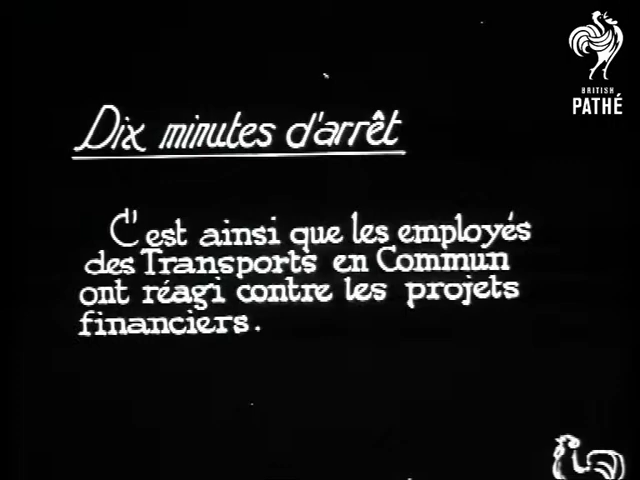 BRITISH
PATHÉ
Dix minutes d'arrêt
C'est ainsi que les employés
des Transports en Commun
ont réagi contre les projets
financiers.